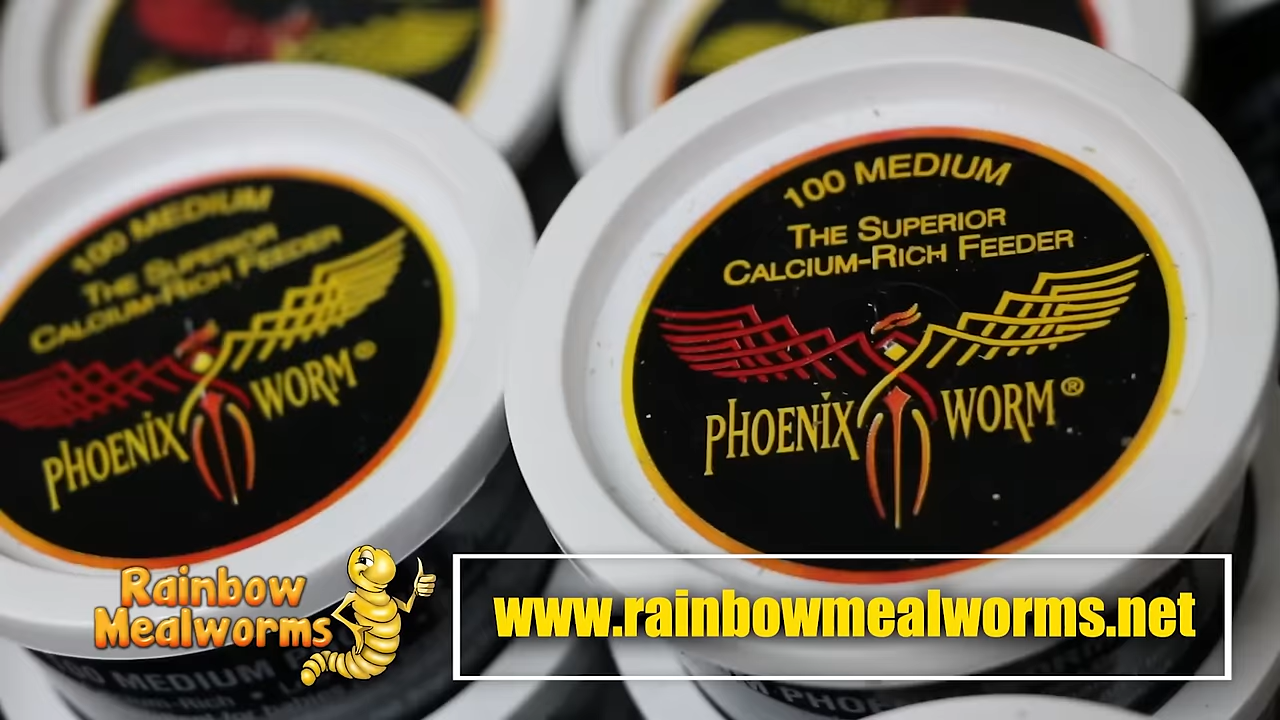 100 MEDIUM
THE SUPERIOR
CALCIUM-RICH FEEDER
PHOENIX WORM®
100 MEDIUM
THE SUPERIOR
CALCIUM-RICH FEEDER
PHOENIX WORM®
Rainbow
Mealworms
www.rainbowmealworms.net
100 MEDIUM